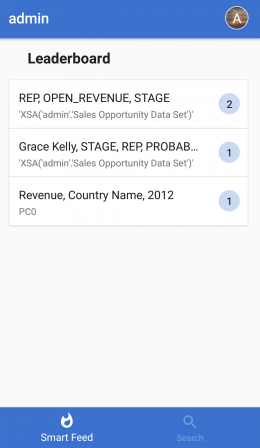 admin
A
Leaderboard
REP, OPEN_REVENUE, STAGE
2
'XSA('admin'.'Sales Opportunity Data Set')'
Grace Kelly, STAGE, REP, PROBAB...
1
'XSA('admin'.'Sales Opportunity Data Set')'
Revenue, Country Name, 2012
1
PC0
Smart Feed
Search